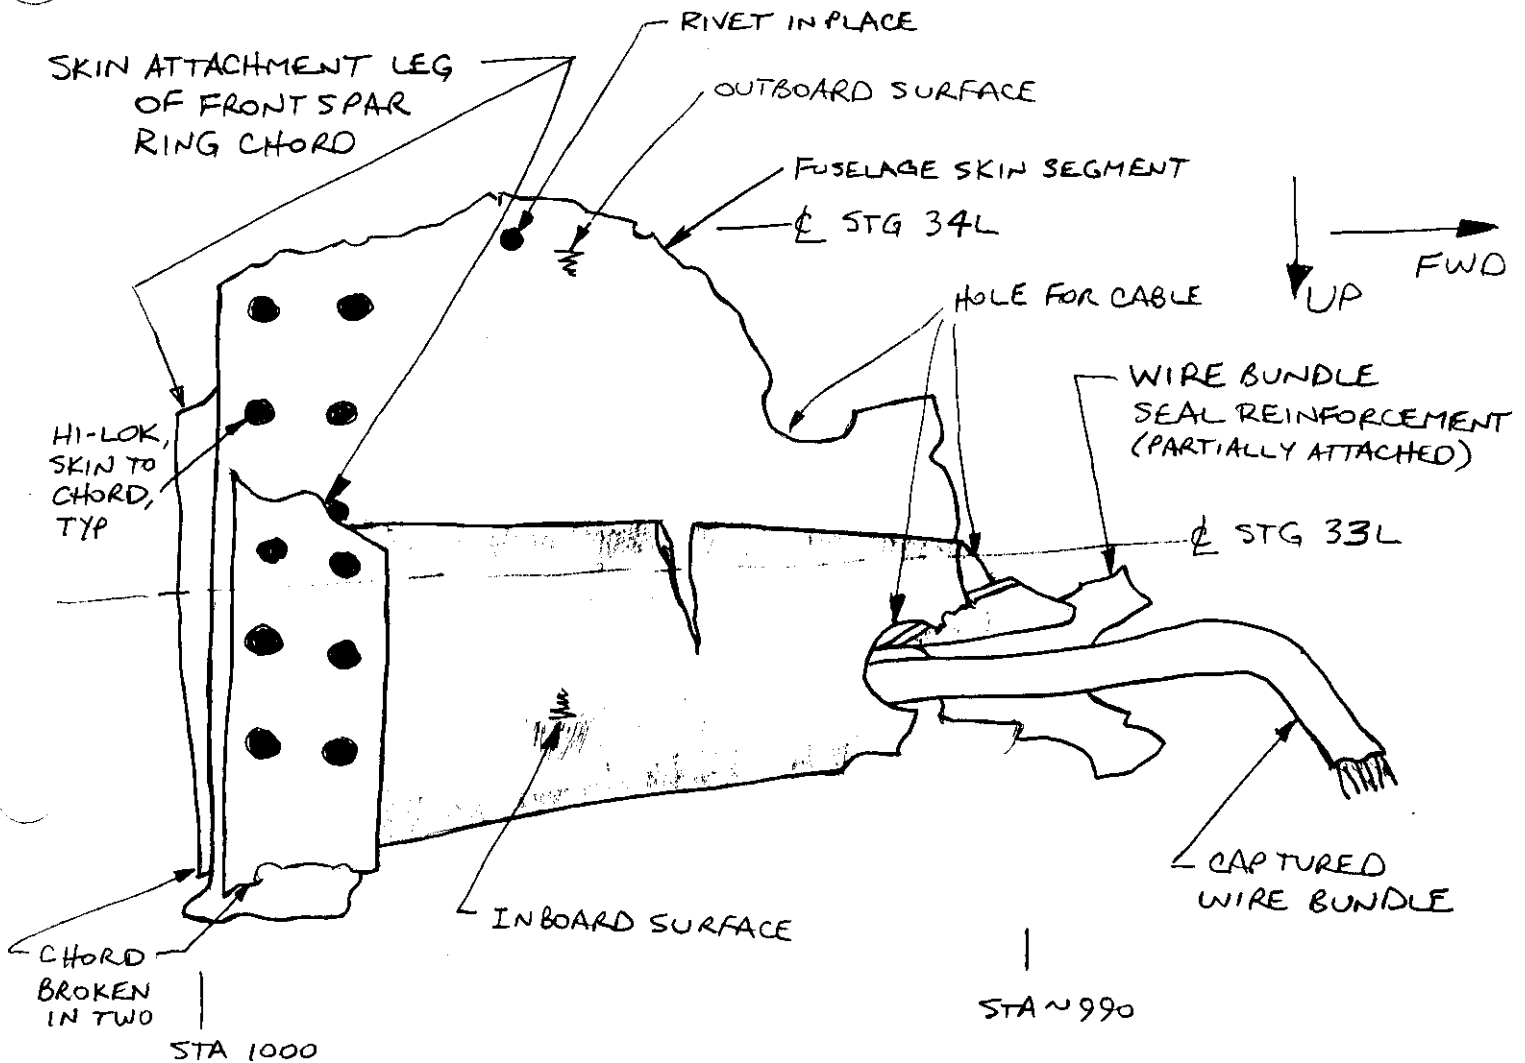 RIVET IN PLACE
SKIN ATTACHMENT LEG
OF FRONT SPAR
RING CHORD
OUTBOARD SURFACE
FUSELAGE SKIN SEGMENT
℄ STG 34L
FWD
UP
HOLE FOR CABLE
WIRE BUNDLE
SEAL REINFORCEMENT
(PARTIALLY ATTACHED)
HI-LOK,
SKIN TO
CHORD,
TYP
℄ STG 33L
CAPTURED
WIRE BUNDLE
INBOARD SURFACE
CHORD
BROKEN
IN TWO
STA 1000
STA ~ 990